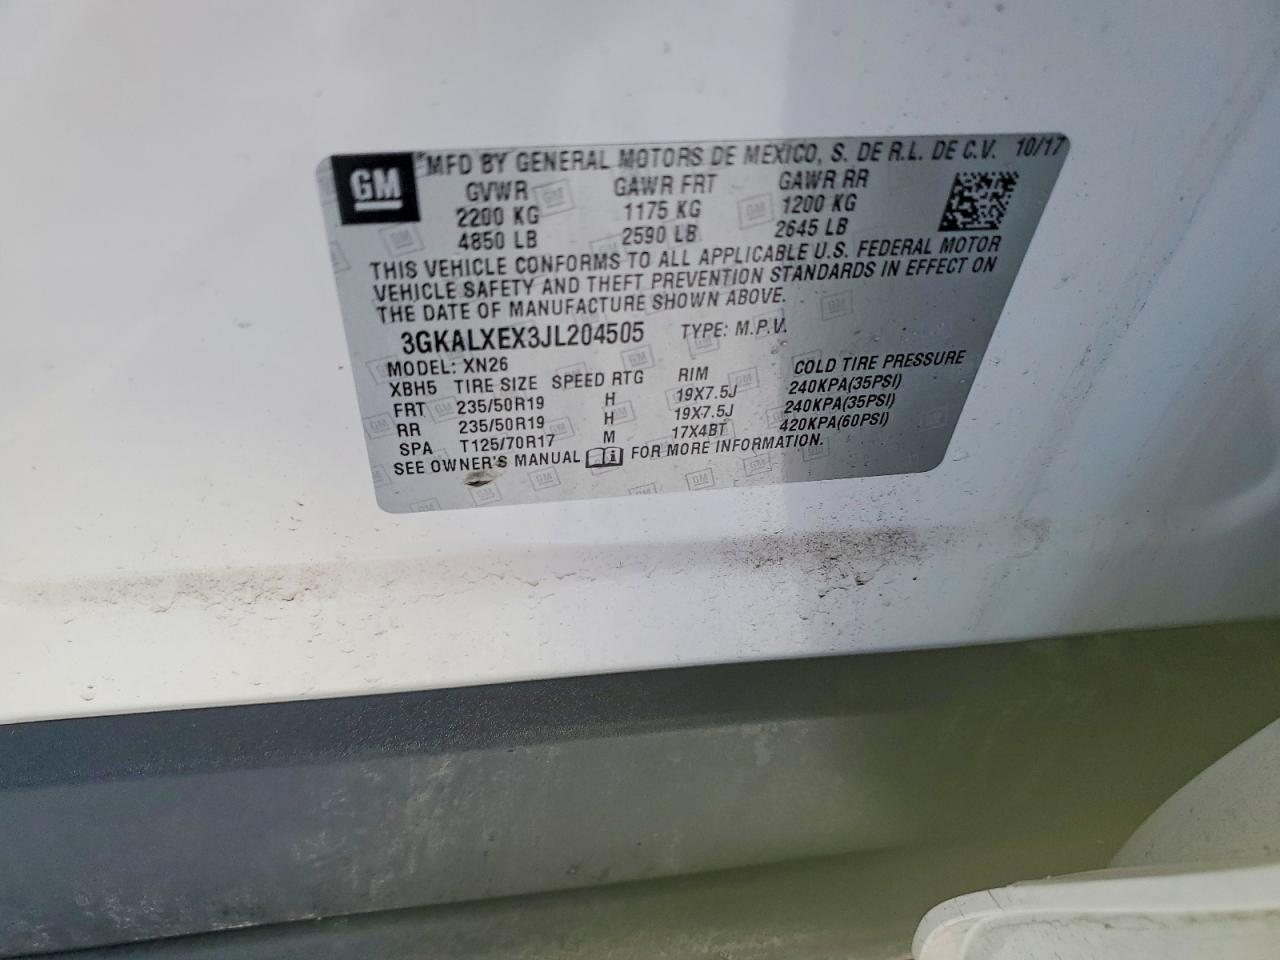 GM MFD BY GENERAL MOTORS DE MEXICO, S. DE R.L. DE C.V. 10/17
GVWR GAWR FRT GAWR RR
2200 KG 1175 KG 1200 KG
4850 LB 2590 LB 2645 LB
THIS VEHICLE CONFORMS TO ALL APPLICABLE U.S. FEDERAL MOTOR
VEHICLE SAFETY AND THEFT PREVENTION STANDARDS IN EFFECT ON
THE DATE OF MANUFACTURE SHOWN ABOVE.
3GKALXEX3JL204505 TYPE: M.P.V.
MODEL: XN26
XBH5 TIRE SIZE SPEED RTG RIM COLD TIRE PRESSURE
FRT 235/50R19 H 19X7.5J 240KPA(35PSI)
RR 235/50R19 H 19X7.5J 240KPA(35PSI)
SPA T125/70R17 M 17X4BT 420KPA(60PSI)
SEE OWNER'S MANUAL FOR MORE INFORMATION.